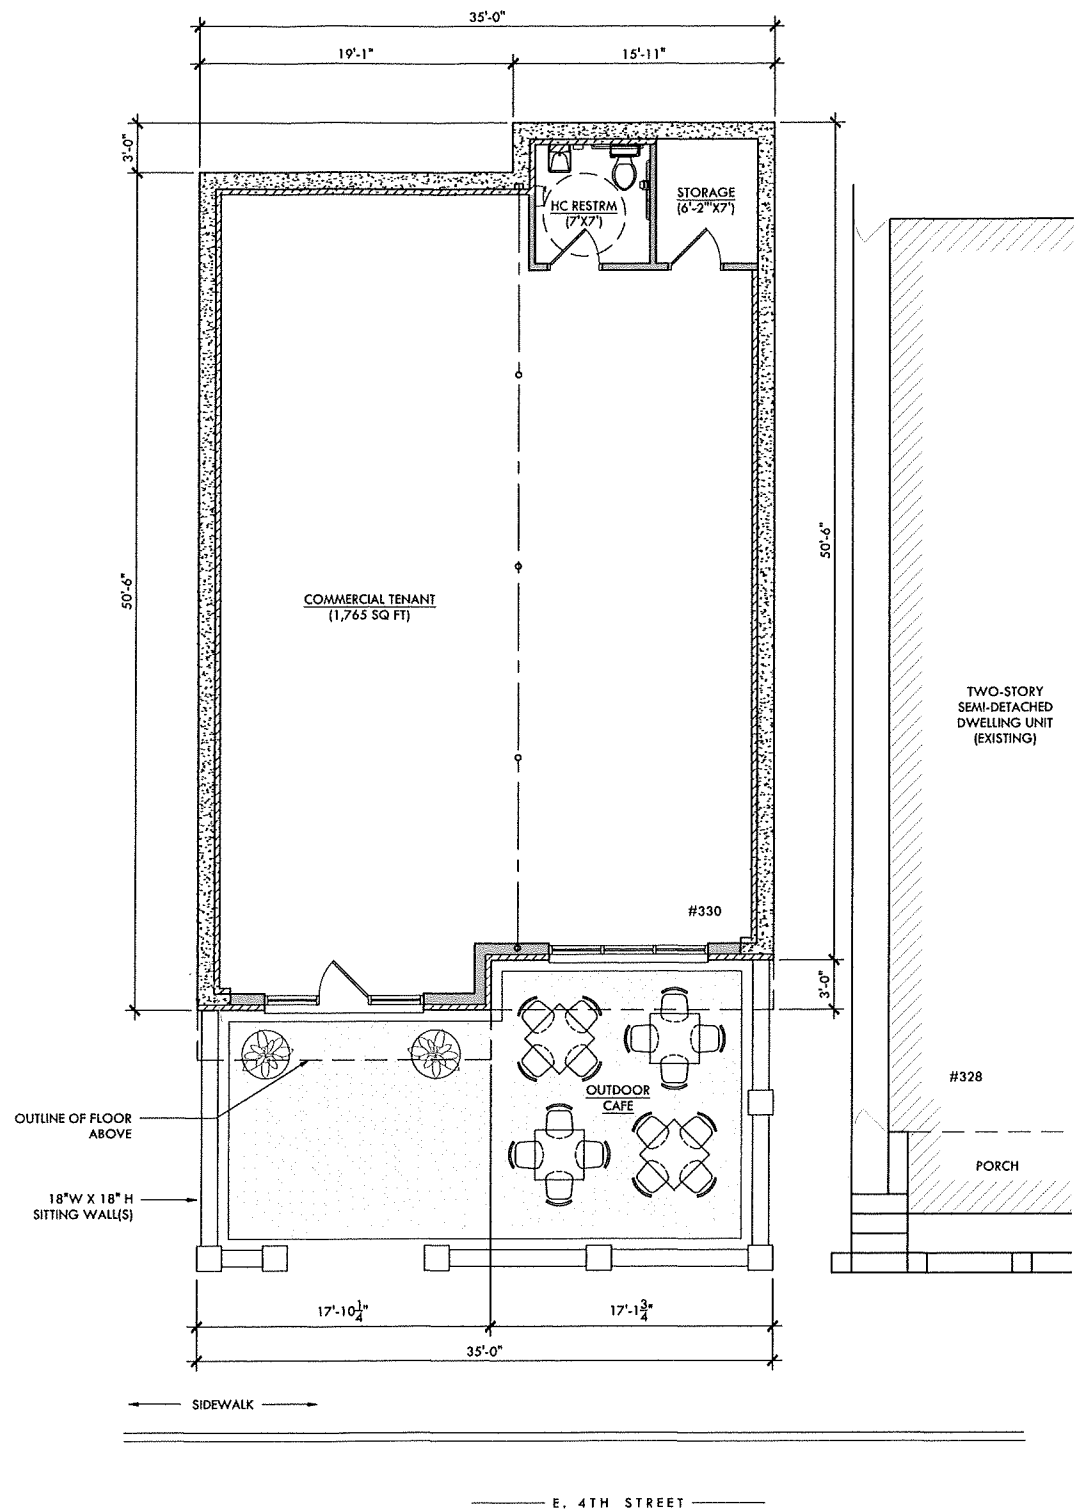 35'-0"
19'-1"
15'-11"
3'-0"
HC RESTRM
(7'X7')
STORAGE
(6'-2"'X7')
50'-6"
50'-6"
COMMERCIAL TENANT
(1,765 SQ FT)
TWO-STORY
SEMI-DETACHED
DWELLING UNIT
(EXISTING)
#330
3'-0"
#328
OUTDOOR
CAFE
OUTLINE OF FLOOR
ABOVE
PORCH
18"W X 18" H
SITTING WALL(S)
17'-10 1/4"
17'-1 3/4"
35'-0"
SIDEWALK
E. 4TH STREET